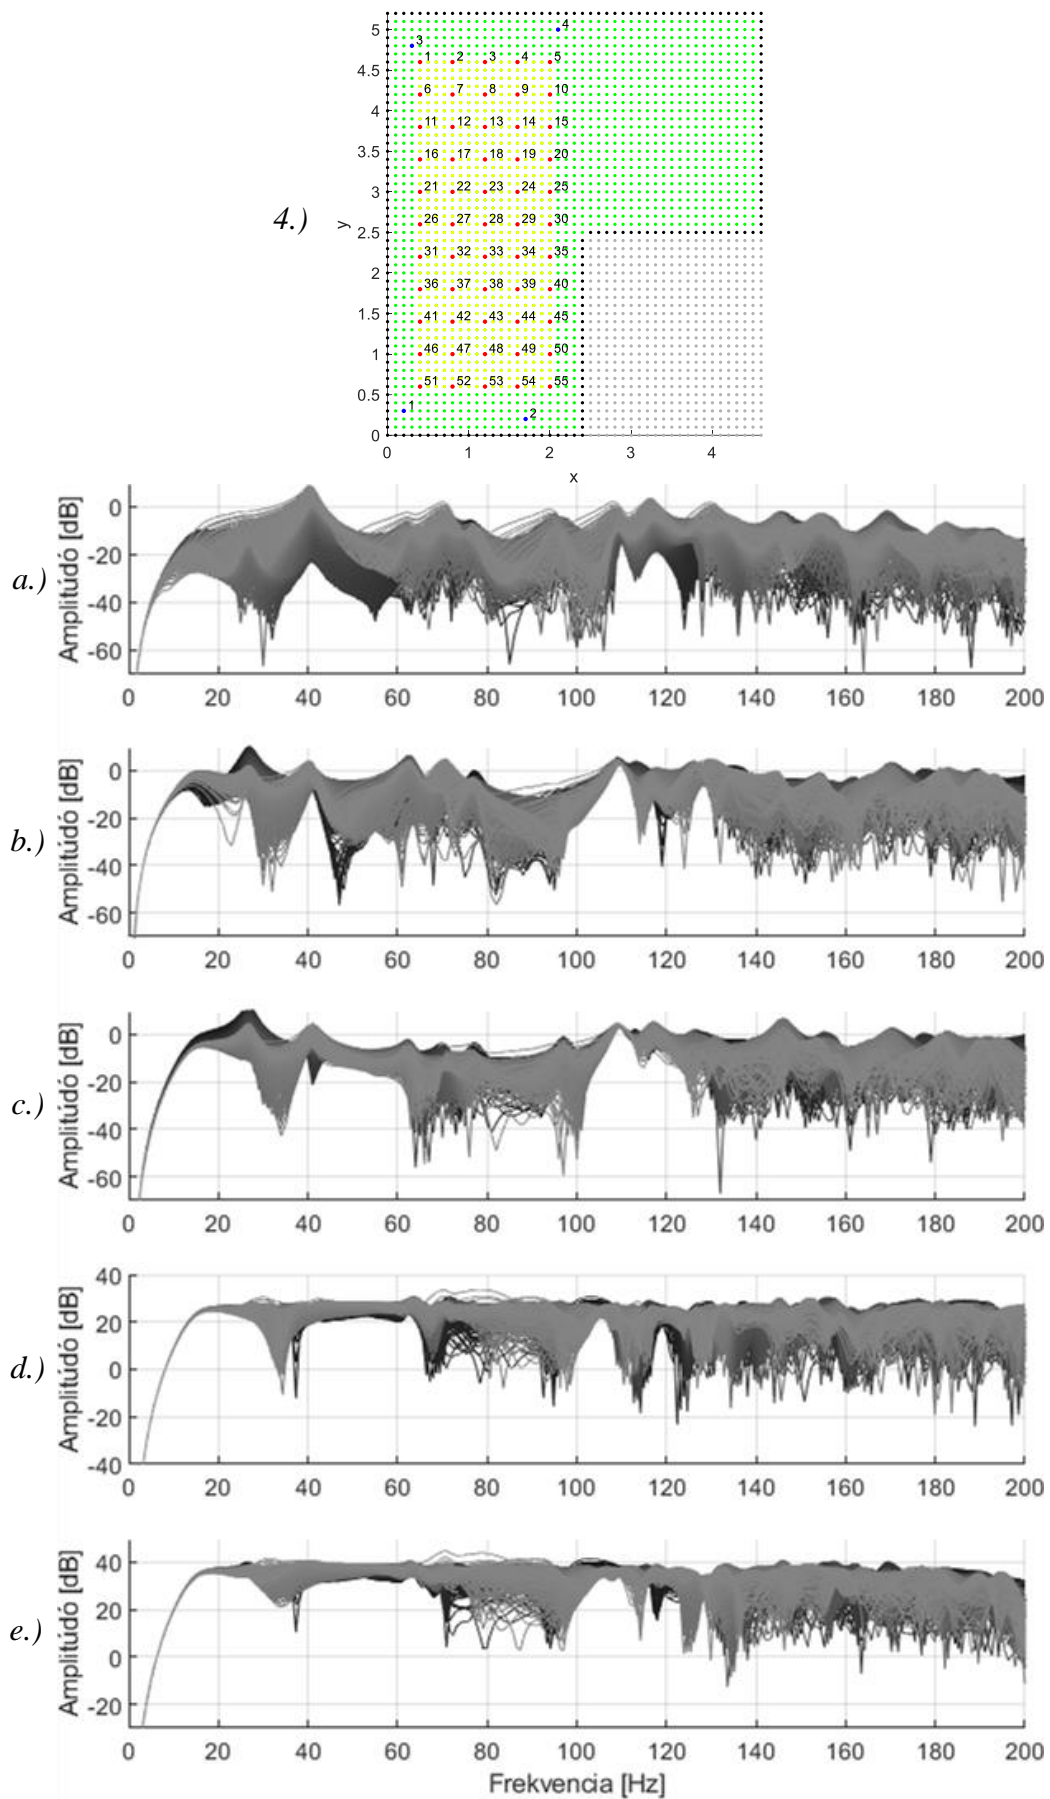 4.)
y
5
4.5
4
3.5
3
2.5
2
1.5
1
0.5
0
3 4
1 2 3 4 5
6 7 8 9 10
11 12 13 14 15
16 17 18 19 20
21 22 23 24 25
26 27 28 29 30
31 32 33 34 35
36 37 38 39 40
41 42 43 44 45
46 47 48 49 50
51 52 53 54 55
1 2
0 1 2 3 4
x
a.)
Amplitúdó [dB]
0
-20
-40
-60
0 20 40 60 80 100 120 140 160 180 200
b.)
Amplitúdó [dB]
0
-20
-40
-60
0 20 40 60 80 100 120 140 160 180 200
c.)
Amplitúdó [dB]
0
-20
-40
-60
0 20 40 60 80 100 120 140 160 180 200
d.)
Amplitúdó [dB]
40
20
0
-20
-40
0 20 40 60 80 100 120 140 160 180 200
e.)
Amplitúdó [dB]
40
20
0
-20
0 20 40 60 80 100 120 140 160 180 200
Frekvencia [Hz]